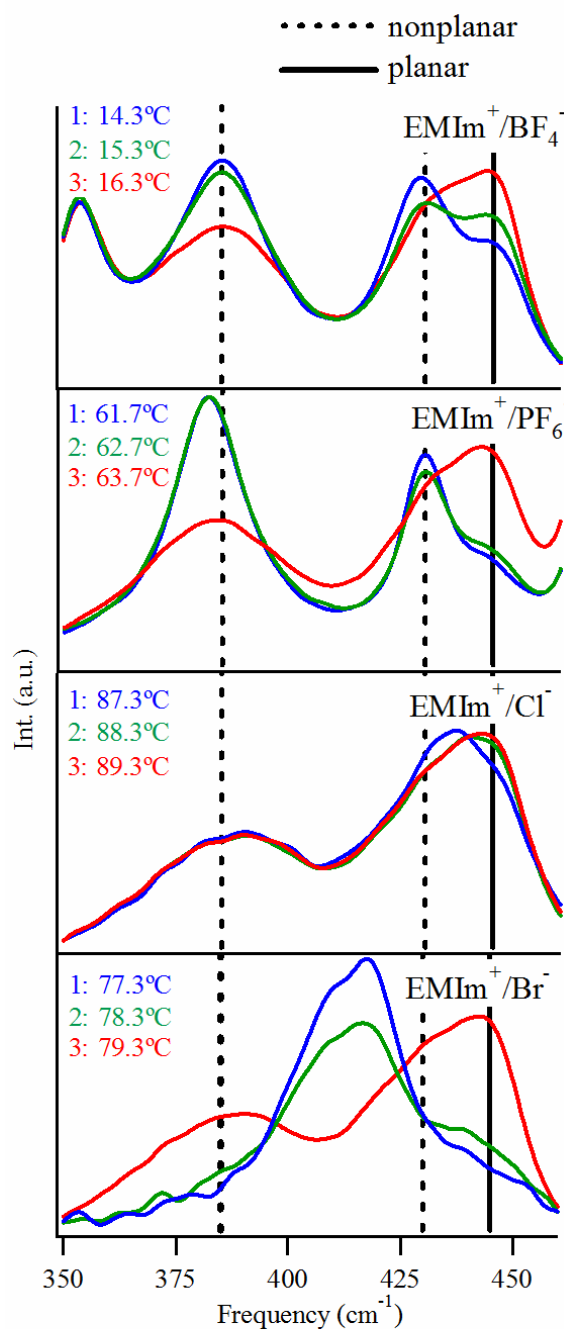 nonplanar
planar
1: 14.3ºC
2: 15.3ºC
3: 16.3ºC
EMIm⁺/BF₄⁻
1: 61.7ºC
2: 62.7ºC
3: 63.7ºC
EMIm⁺/PF₆
1: 87.3ºC
2: 88.3ºC
3: 89.3ºC
EMIm⁺/Cl⁻
1: 77.3ºC
2: 78.3ºC
3: 79.3ºC
EMIm⁺/Br⁻
Int. (a.u.)
350 375 400 425 450
Frequency (cm⁻¹)